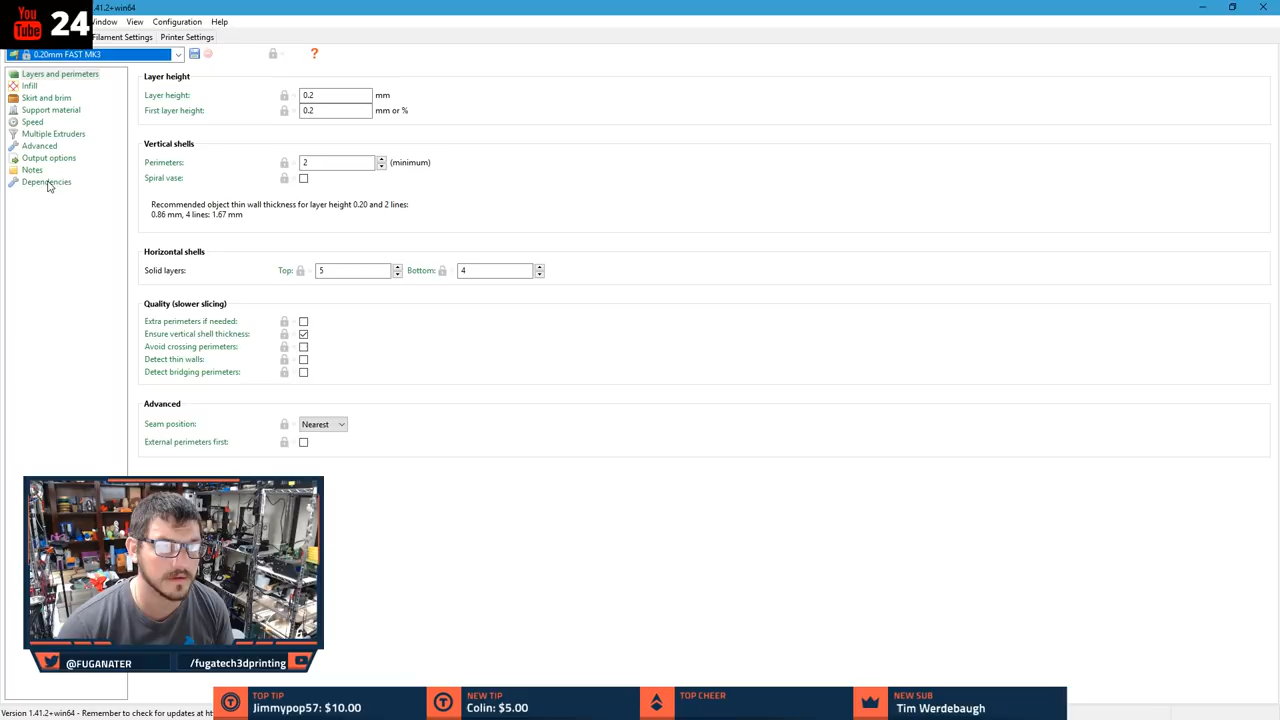 You Tube 24
.41.2+win64
Window View Configuration Help
Filament Settings Printer Settings
0.20mm FAST MK3
?
Layers and perimeters
Infill
Skirt and brim
Support material
Speed
Multiple Extruders
Advanced
Output options
Notes
Dependencies
Layer height
Layer height: 0.2 mm
First layer height: 0.2 mm or %
Vertical shells
Perimeters: 2 (minimum)
Spiral vase:
Recommended object thin wall thickness for layer height 0.20 and 2 lines:
0.86 mm, 4 lines: 1.67 mm
Horizontal shells
Solid layers: Top: 5 Bottom: 4
Quality (slower slicing)
Extra perimeters if needed:
Ensure vertical shell thickness:
Avoid crossing perimeters:
Detect thin walls:
Detect bridging perimeters:
Advanced
Seam position: Nearest
External perimeters first:
@FUGANATER /fugatech3dprinting
TOP TIP
Jimmypop57: $10.00
NEW TIP
Colin: $5.00
TOP CHEER
NEW SUB
Tim Werdebaugh
Version 1.41.2+win64 - Remember to check for updates at ht